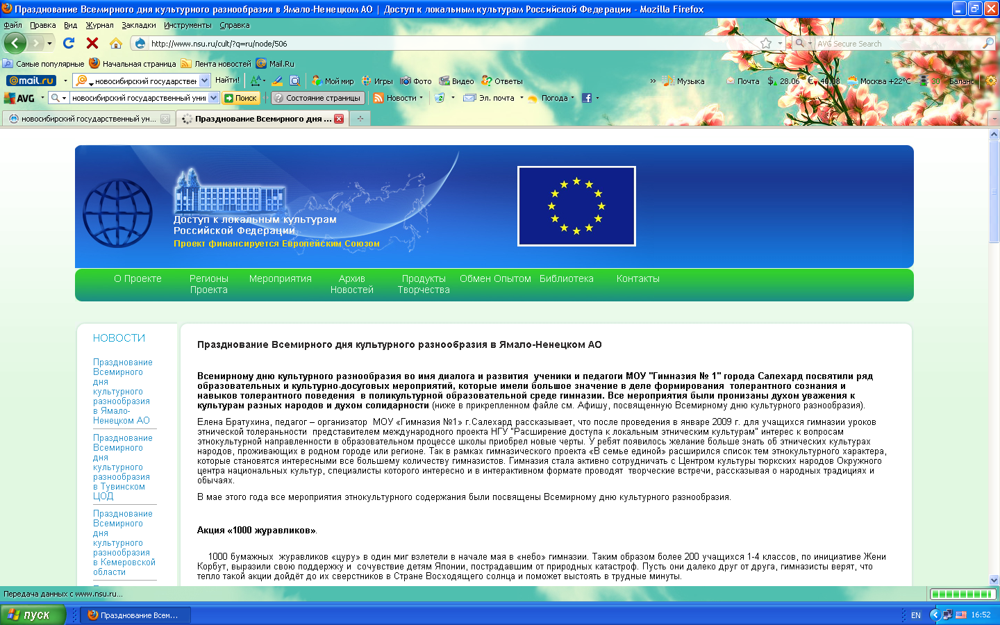 Празднование Всемирного дня культурного разнообразия в Ямало-Ненецком АО | Доступ к локальным культурам Российской Федерации - Mozilla Firefox
Файл Правка Вид Журнал Закладки Инструменты Справка
http://www.nsu.ru/cult/?q=ru/node/506
AVG Secure Search
Самые популярные Начальная страница Лента новостей Mail.Ru
@mail.ru новосибирский государствен Найти! Мой мир Игры Фото Видео Ответы » Музыка Почта $ 28.06 € 40.08 Москва +22°C 30 Баланс
AVG новосибирский государственный уни Поиск Состояние страницы Новости Эл. почта Погода
новосибирский государственный ун... Празднование Всемирного дня ...
Доступ к локальным культурам
Российской Федерации
Проект финансируется Европейским Союзом
О Проекте Регионы Проекта Мероприятия Архив Новостей Продукты Творчества Обмен Опытом Библиотека Контакты
НОВОСТИ
Празднование
Всемирного
дня
культурного
разнообразия
в Ямало-
Ненецком АО
Празднование
Всемирного
дня
культурного
разнообразия
в Тувинском
ЦОД
Празднование
Всемирного
дня
культурного
разнообразия
в Кемеровской
области
Празднование Всемирного дня культурного разнообразия в Ямало-Ненецком АО
Всемирному дню культурного разнообразия во имя диалога и развития ученики и педагоги МОУ "Гимназия № 1" города Салехард посвятили ряд
образовательных и культурно-досуговых мероприятий, которые имели большое значение в деле формирования толерантного сознания и
навыков толерантного поведения в поликультурной образовательной среде гимназии. Все мероприятия были пронизаны духом уважения к
культурам разных народов и духом солидарности (ниже в прикрепленном файле см. Афишу, посвященную Всемирному дню культурного разнообразия).
Елена Братухина, педагог – организатор МОУ «Гимназия №1» г.Салехард рассказывает, что после проведения в январе 2009 г. для учащихся гимназии уроков
этнической толераньности представителем международного проекта НГУ "Расширение доступа к локальным этническим культурам" интерес к вопросам
этнокультурной направленности в образовательном процессе школы приобрел новые черты. У ребят появилось желание больше знать об этнических культурах
народов, проживающих в родном городе или регионе. Так в рамках гимназического проекта «В семье единой» расширился список тем этнокультурного характера,
которые становятся интересными все большему количеству гимназистов. Гимназия стала активно сотрудничать с Центром культуры тюркских народов Окружного
центра национальных культур, специалисты которого интересно и в интерактивном формате проводят творческие встречи, рассказывая о народных традициях и
обычаях.
В мае этого года все мероприятия этнокультурного содержания были посвящены Всемирному дню культурного разнообразия.
Акция «1000 журавликов».
1000 бумажных журавликов «цуру» в один миг взлетели в начале мая в «небо» гимназии. Таким образом более 200 учащихся 1-4 классов, по инициативе Жени
Корбут, выразили свою поддержку и сочувствие детям Японии, пострадавшим от природных катастроф. Пусть они далеко друг от друга, гимназисты верят, что
тепло такой акции дойдёт до их сверстников в Стране Восходящего солнца и поможет выстоять в трудные минуты.
Передача данных с www.nsu.ru...
пуск Празднование Всем... EN 16:52